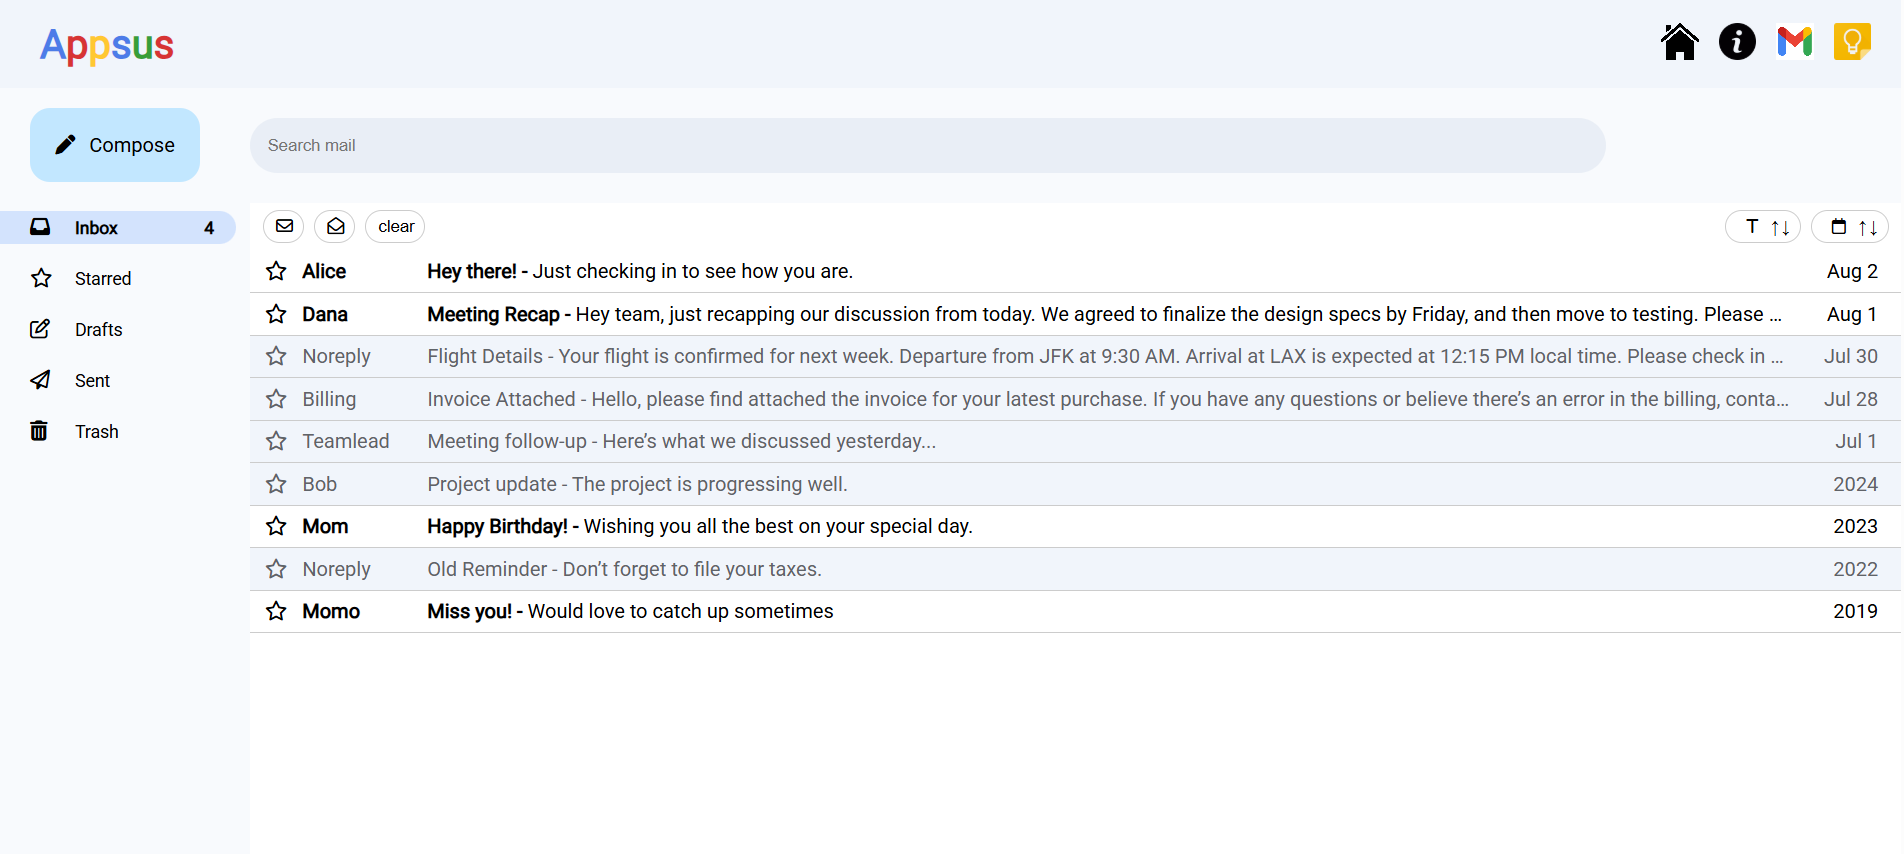 Appsus
Compose
Search mail
Inbox 4
Starred
Drafts
Sent
Trash
clear
T ↑↓ ↑↓
Alice Hey there! - Just checking in to see how you are. Aug 2
Dana Meeting Recap - Hey team, just recapping our discussion from today. We agreed to finalize the design specs by Friday, and then move to testing. Please ... Aug 1
Noreply Flight Details - Your flight is confirmed for next week. Departure from JFK at 9:30 AM. Arrival at LAX is expected at 12:15 PM local time. Please check in ... Jul 30
Billing Invoice Attached - Hello, please find attached the invoice for your latest purchase. If you have any questions or believe there’s an error in the billing, conta... Jul 28
Teamlead Meeting follow-up - Here’s what we discussed yesterday... Jul 1
Bob Project update - The project is progressing well. 2024
Mom Happy Birthday! - Wishing you all the best on your special day. 2023
Noreply Old Reminder - Don’t forget to file your taxes. 2022
Momo Miss you! - Would love to catch up sometimes 2019